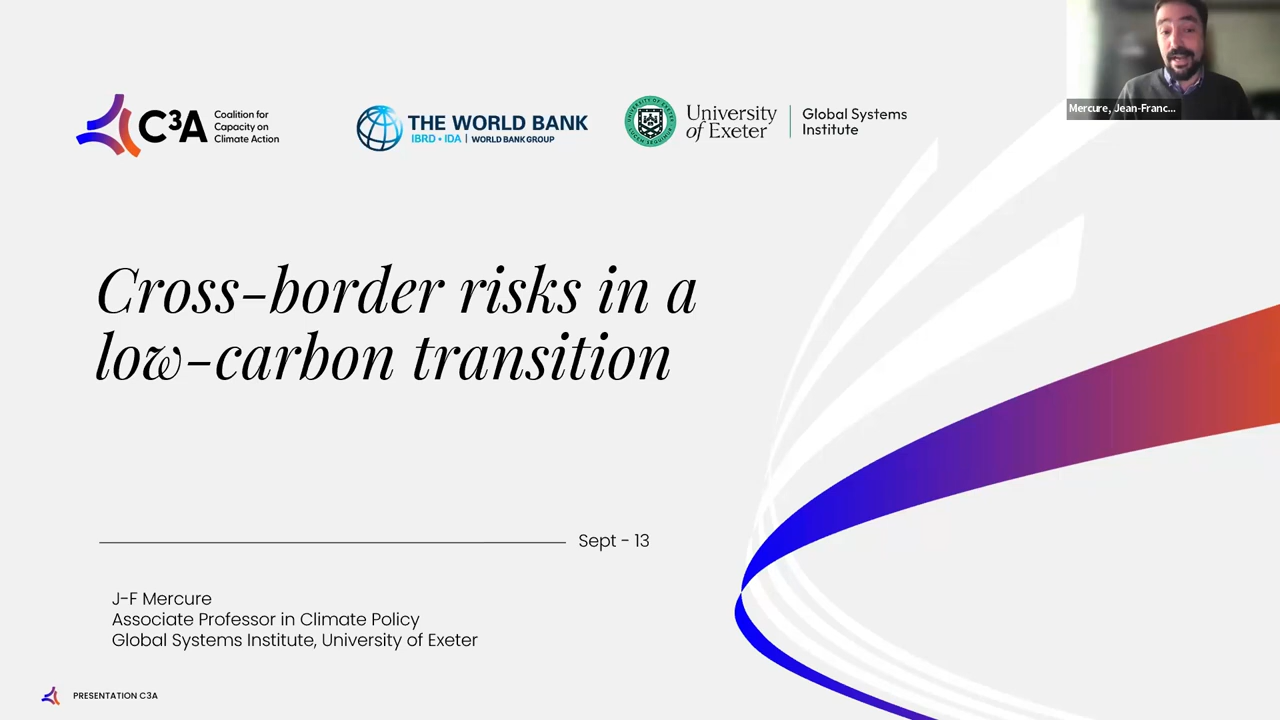 Mercure, Jean-Franc...
C³A
Coalition for
Capacity on
Climate Action
THE WORLD BANK
IBRD • IDA | WORLD BANK GROUP
University
of Exeter
Global Systems
Institute
Cross-border risks in a
low-carbon transition
Sept - 13
J-F Mercure
Associate Professor in Climate Policy
Global Systems Institute, University of Exeter
PRESENTATION C3A